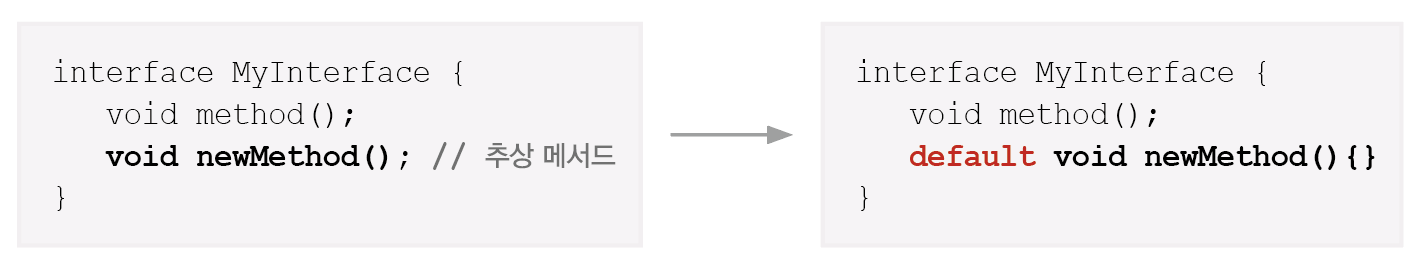 interface MyInterface {
void method();
void newMethod(); // 추상 메서드
}
interface MyInterface {
void method();
default void newMethod(){}
}